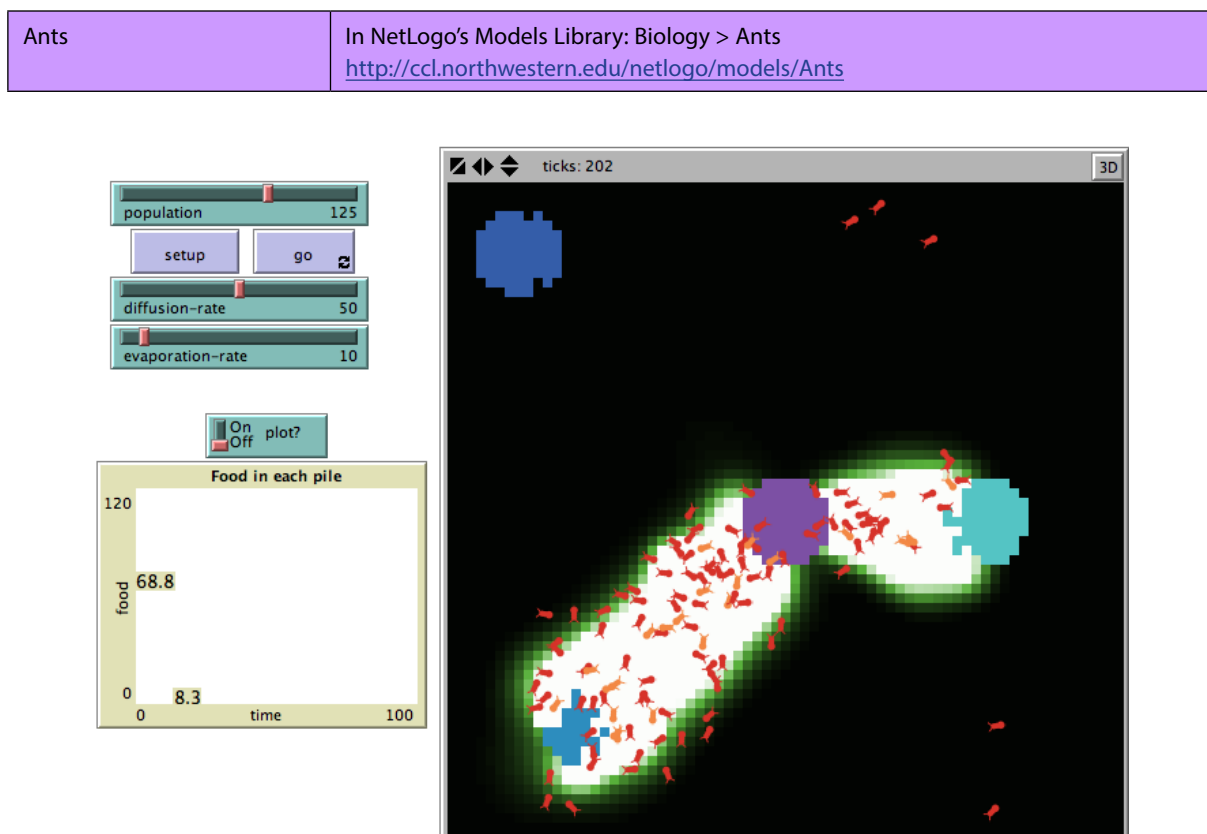 Ants
In NetLogo's Models Library: Biology > Ants
http://ccl.northwestern.edu/netlogo/models/Ants
ticks: 202
3D
population 125
setup
go
diffusion-rate 50
evaporation-rate 10
On
Off
plot?
Food in each pile
120
food
68.8
0
8.3
0 time 100